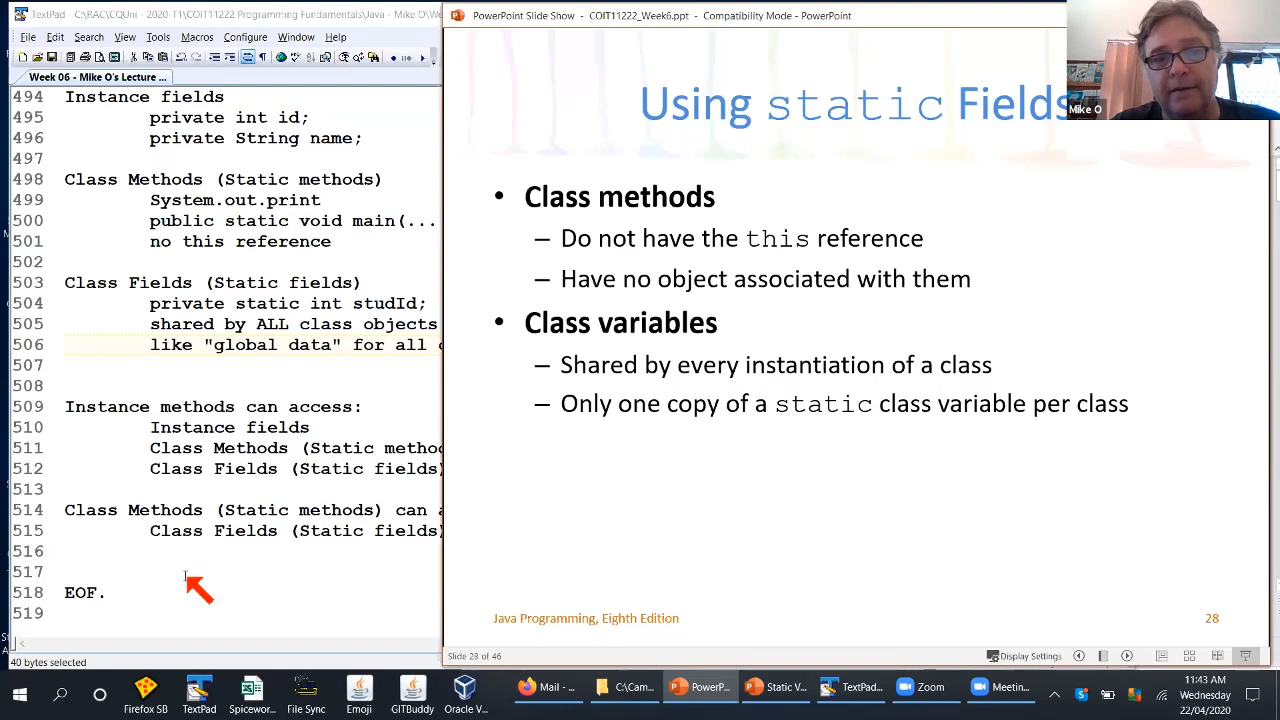 TextPad - C:\RAC\CQUni - 2020-T1\COIT11222 Programming Fundamentals\Java - Mike O's Lecture
File Edit Search View Tools Macros Configure Window Help
Week 06 - Mike O's Lecture ...
494 Instance fields
495 private int id;
496 private String name;
497
498 Class Methods (Static methods)
499 System.out.print
500 public static void main(...
501 no this reference
502
503 Class Fields (Static fields)
504 private static int studId;
505 shared by ALL class objects
506 like "global data" for all
507
508
509 Instance methods can access:
510 Instance fields
511 Class Methods (Static
512 Class Fields (Static fields)
513
514 Class Methods (Static methods) can
515 Class Fields (Static fields)
516
517
518 EOF.
519
40 bytes selected
PowerPoint Slide Show - COIT11222_Week6.ppt - Compatibility Mode - PowerPoint
Mike O
Using static Fields
• Class methods
– Do not have the this reference
– Have no object associated with them
• Class variables
– Shared by every instantiation of a class
– Only one copy of a static class variable per class
Java Programming, Eighth Edition 28
Slide 28 of 46 Display Settings
Firefox SB TextPad Spicewor... File Sync Emoji GITBuddy Oracle V... Mail - ... C:\Cam... PowerP... Static V... TextPad... Zoom Meetin...
11:43 AM
Wednesday
22/04/2020